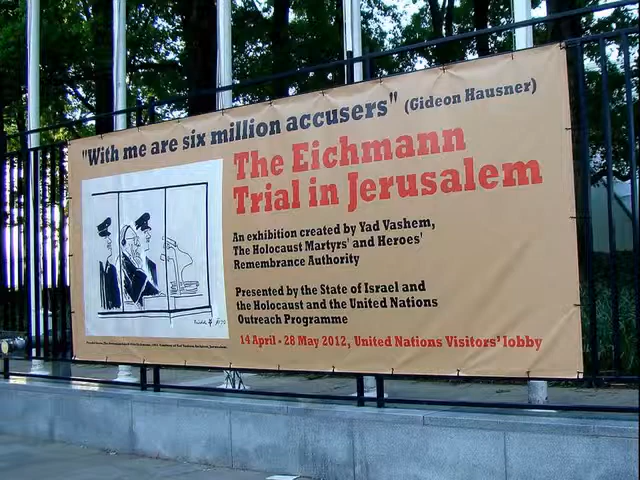 "With me are six million accusers" (Gideon Hausner)
The Eichmann
Trial in Jerusalem
An exhibition created by Yad Vashem,
The Holocaust Martyrs' and Heroes'
Remembrance Authority
Presented by the State of Israel and
the Holocaust and the United Nations
Outreach Programme
14 April - 28 May 2012, United Nations Visitors' lobby